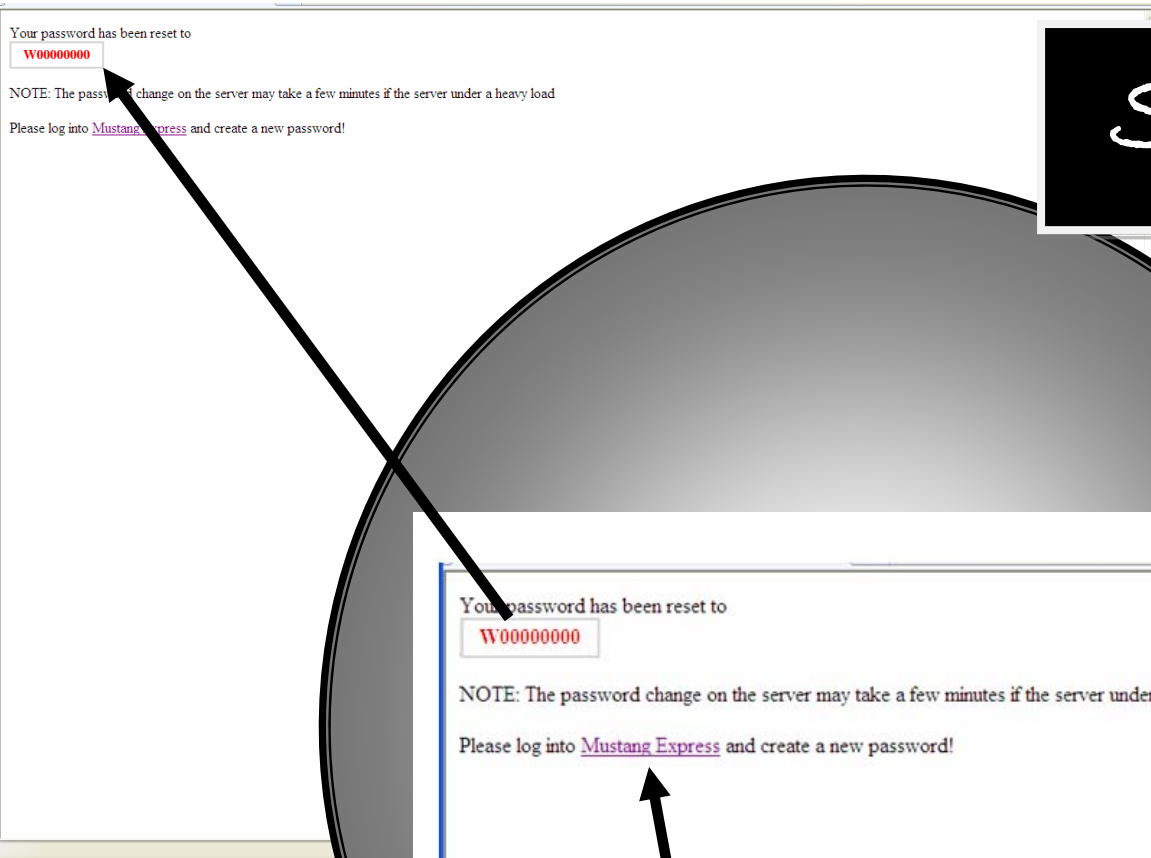 Your password has been reset to
W00000000
NOTE: The password change on the server may take a few minutes if the server under a heavy load
Please log into Mustang Express and create a new password!
Your password has been reset to
W00000000
NOTE: The password change on the server may take a few minutes if the server under
Please log into Mustang Express and create a new password!